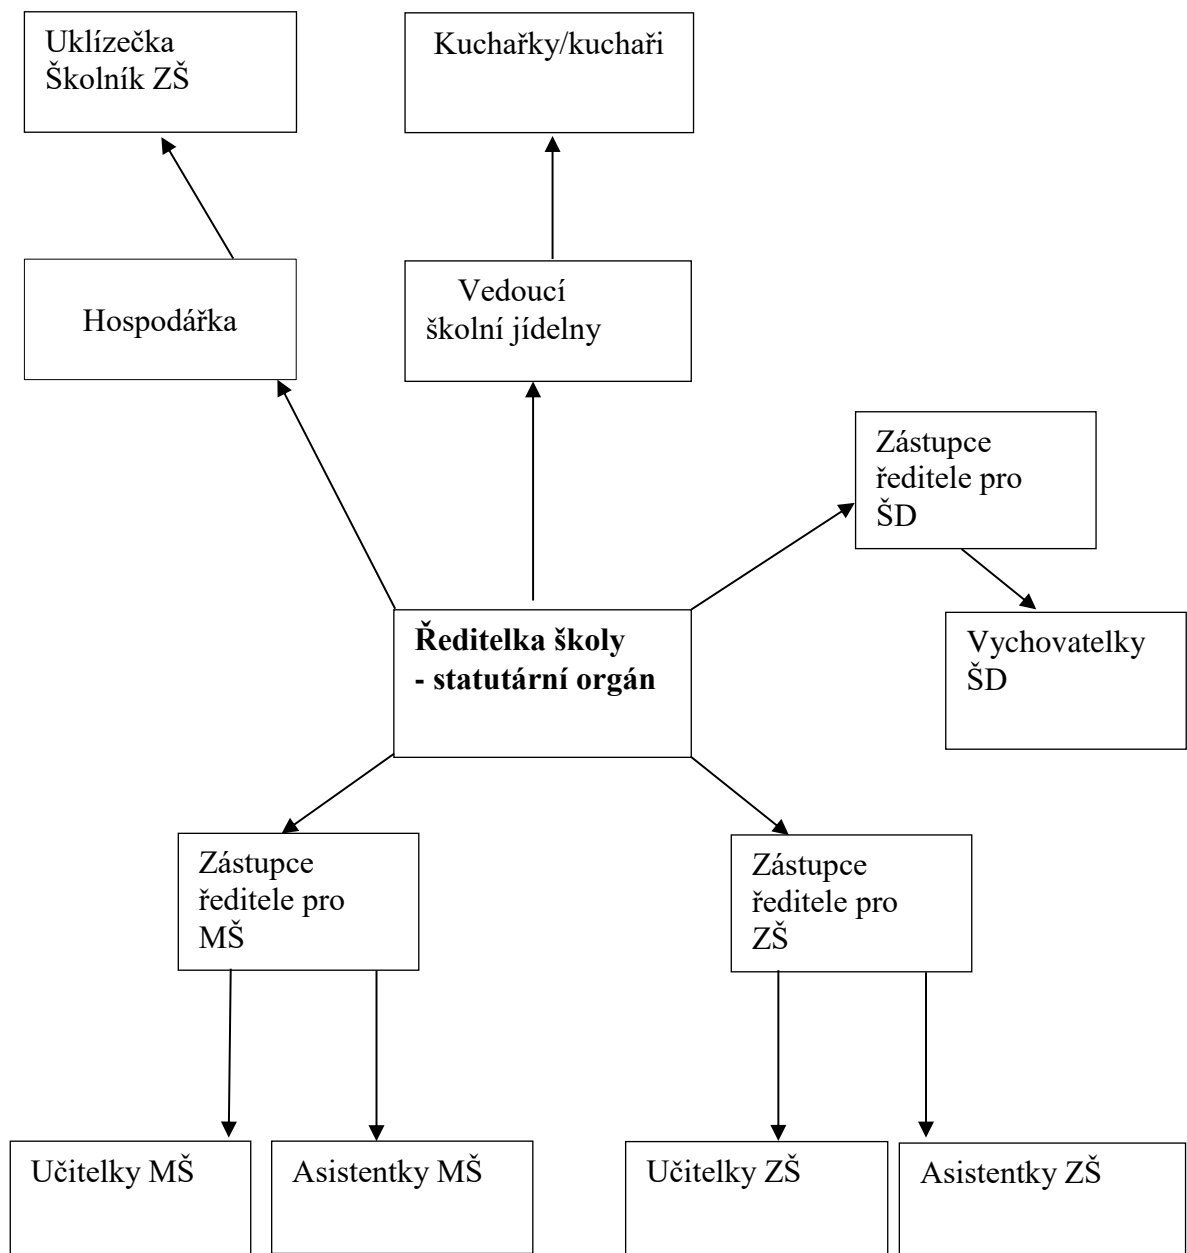 Uklízečka
Školník ZŠ
Kuchařky/kuchaři
Hospodářka
Vedoucí
školní jídelny
Zástupce
ředitele pro
ŠD
Ředitelka školy
- statutární orgán
Vychovatelky
ŠD
Zástupce
ředitele pro
MŠ
Zástupce
ředitele pro
ZŠ
Učitelky MŠ
Asistentky MŠ
Učitelky ZŠ
Asistentky ZŠ